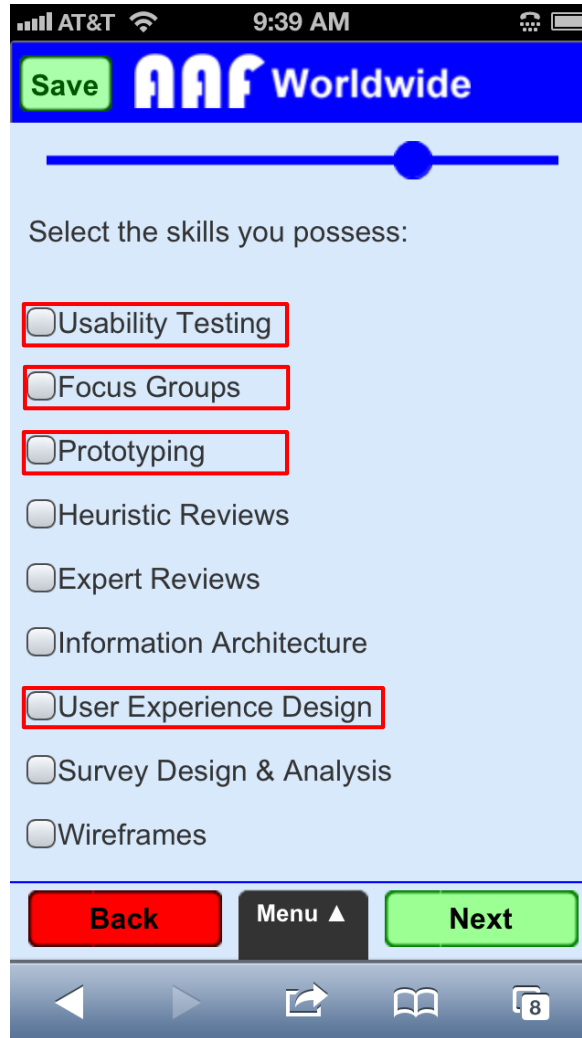 AT&T 9:39 AM
Save AAF Worldwide
Select the skills you possess:
Usability Testing
Focus Groups
Prototyping
Heuristic Reviews
Expert Reviews
Information Architecture
User Experience Design
Survey Design & Analysis
Wireframes
Back Menu ▲ Next
8